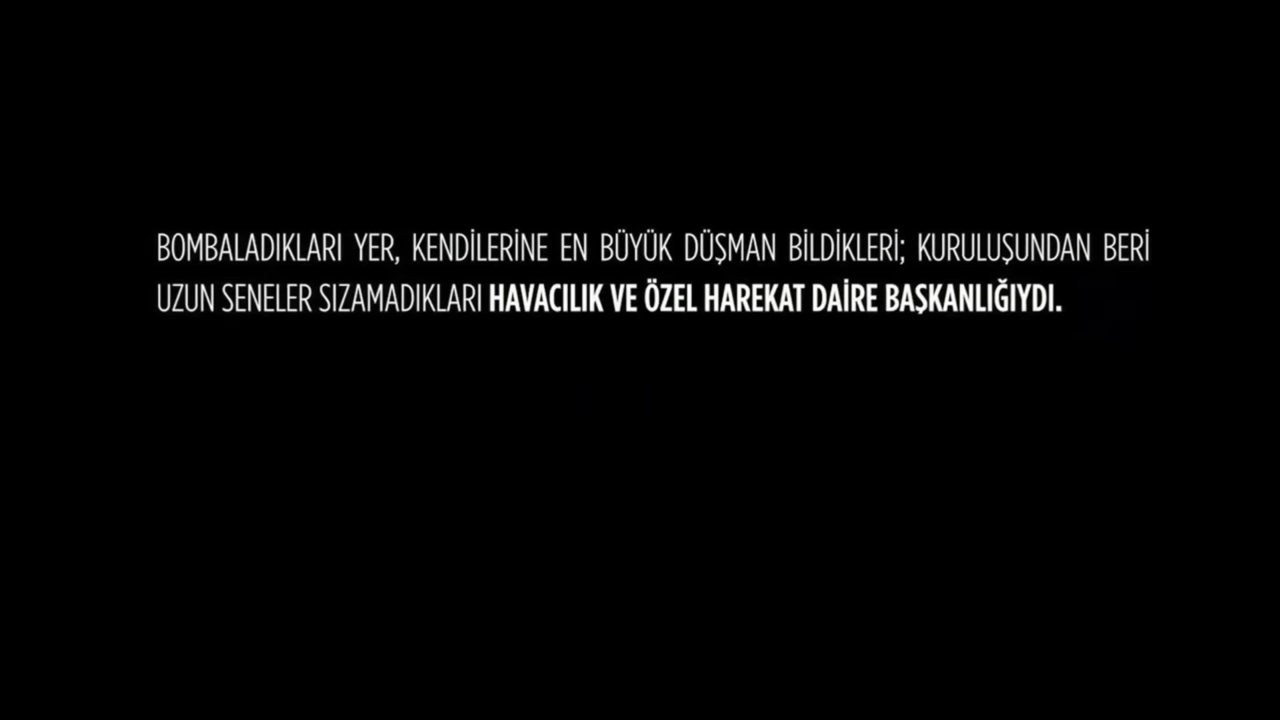 BOMBALADIKLARI YER, KENDİLERİNE EN BÜYÜK DÜŞMAN BİLDİKLERİ; KURULUŞUNDAN BERİ
UZUN SENELER SIZAMADIKLARI HAVACILIK VE ÖZEL HAREKAT DAİRE BAŞKANLIĞIYDI.